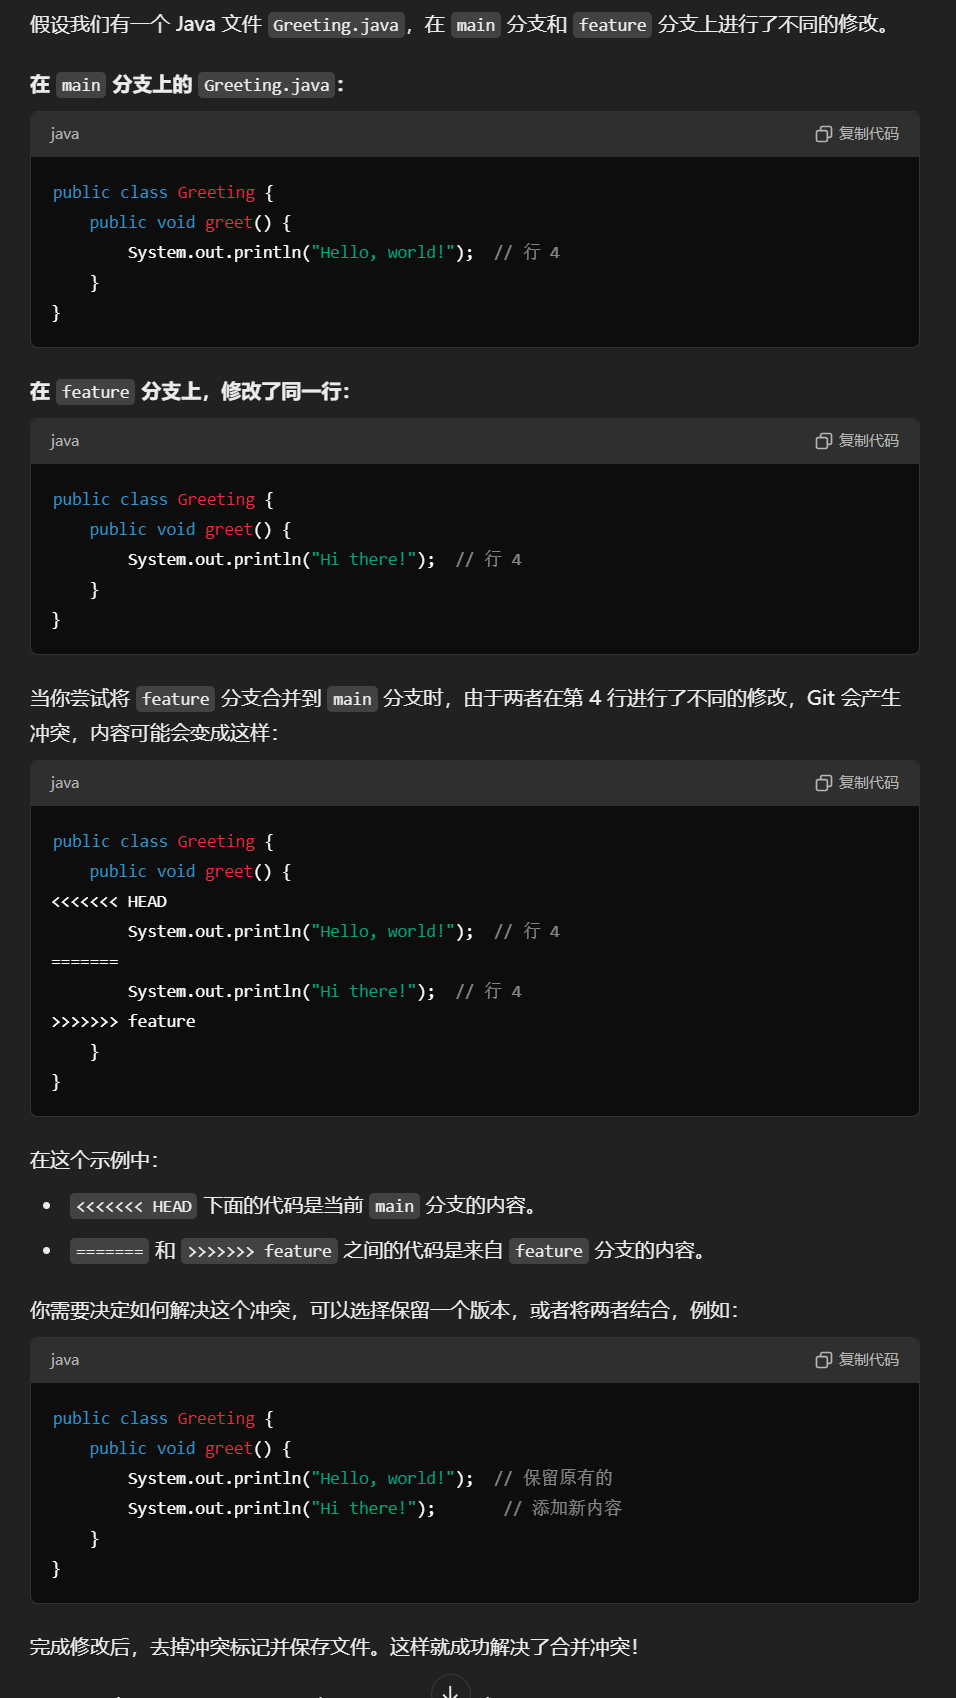 假设我们有一个 Java 文件 Greeting.java，在 main 分支和 feature 分支上进行了不同的修改。
在 main 分支上的 Greeting.java：
java 复制代码
public class Greeting {
    public void greet() {
        System.out.println("Hello, world!");  // 行 4
    }
}
在 feature 分支上，修改了同一行：
java 复制代码
public class Greeting {
    public void greet() {
        System.out.println("Hi there!");  // 行 4
    }
}
当你尝试将 feature 分支合并到 main 分支时，由于两者在第 4 行进行了不同的修改，Git 会产生
冲突，内容可能会变成这样：
java 复制代码
public class Greeting {
    public void greet() {
<<<<<<< HEAD
        System.out.println("Hello, world!");  // 行 4
=======
        System.out.println("Hi there!");  // 行 4
>>>>>>> feature
    }
}
在这个示例中：
• <<<<<<< HEAD 下面的代码是当前 main 分支的内容。
• ======= 和 >>>>>>> feature 之间的代码是来自 feature 分支的内容。
你需要决定如何解决这个冲突，可以选择保留一个版本，或者将两者结合，例如：
java 复制代码
public class Greeting {
    public void greet() {
        System.out.println("Hello, world!");  // 保留原有的
        System.out.println("Hi there!");       // 添加新内容
    }
}
完成修改后，去掉冲突标记并保存文件。这样就成功解决了合并冲突！